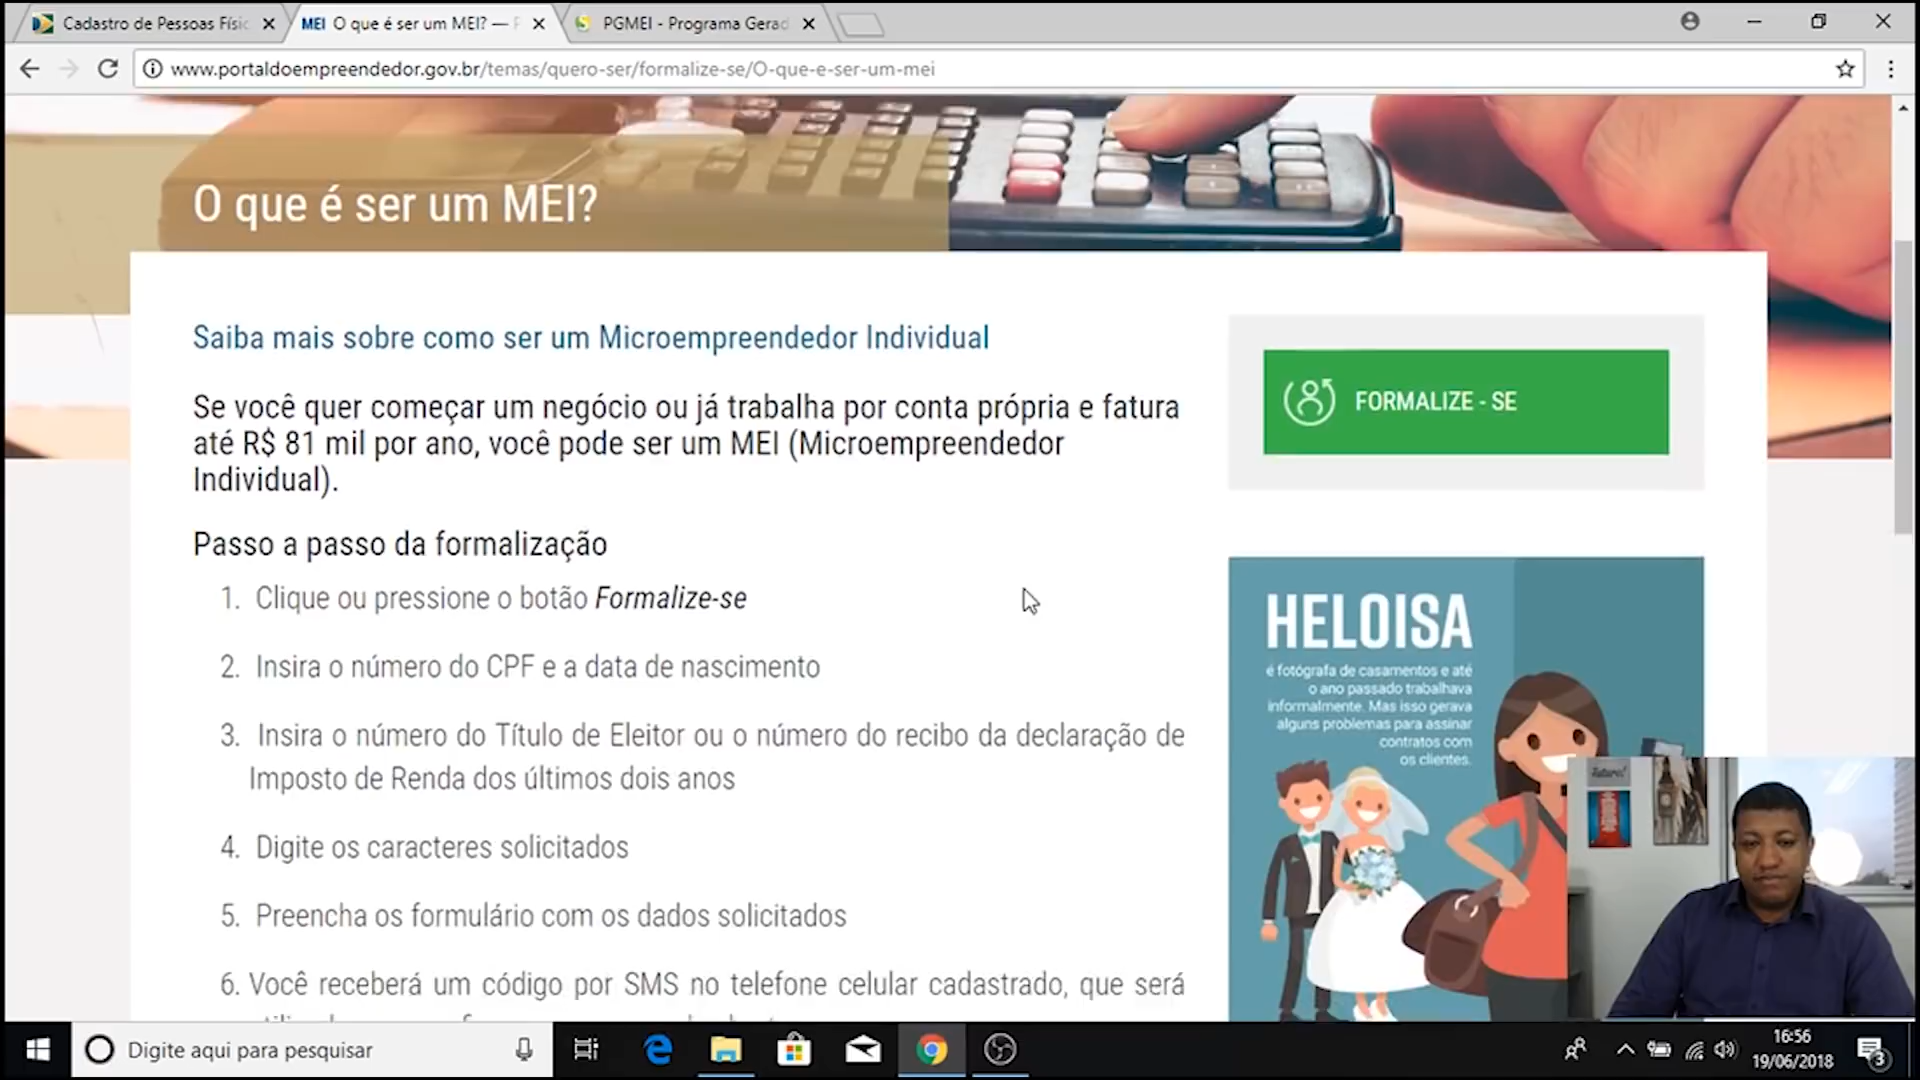 Cadastro de Pessoas Físic
MEI O que é ser um MEI? — P
PGMEI - Programa Gerad
www.portaldoempreendedor.gov.br/temas/quero-ser/formalize-se/O-que-e-ser-um-mei
O que é ser um MEI?
Saiba mais sobre como ser um Microempreendedor Individual
Se você quer começar um negócio ou já trabalha por conta própria e fatura
até R$ 81 mil por ano, você pode ser um MEI (Microempreendedor
Individual).
Passo a passo da formalização
1. Clique ou pressione o botão Formalize-se
2. Insira o número do CPF e a data de nascimento
3. Insira o número do Título de Eleitor ou o número do recibo da declaração de
Imposto de Renda dos últimos dois anos
4. Digite os caracteres solicitados
5. Preencha os formulário com os dados solicitados
6. Você receberá um código por SMS no telefone celular cadastrado, que será
FORMALIZE - SE
HELOISA
é fotógrafa de casamentos e até
o ano passado trabalhava
informalmente. Mas isso gerava
alguns problemas para assinar
contratos com
os clientes.
Digite aqui para pesquisar
16:56
19/06/2018
3